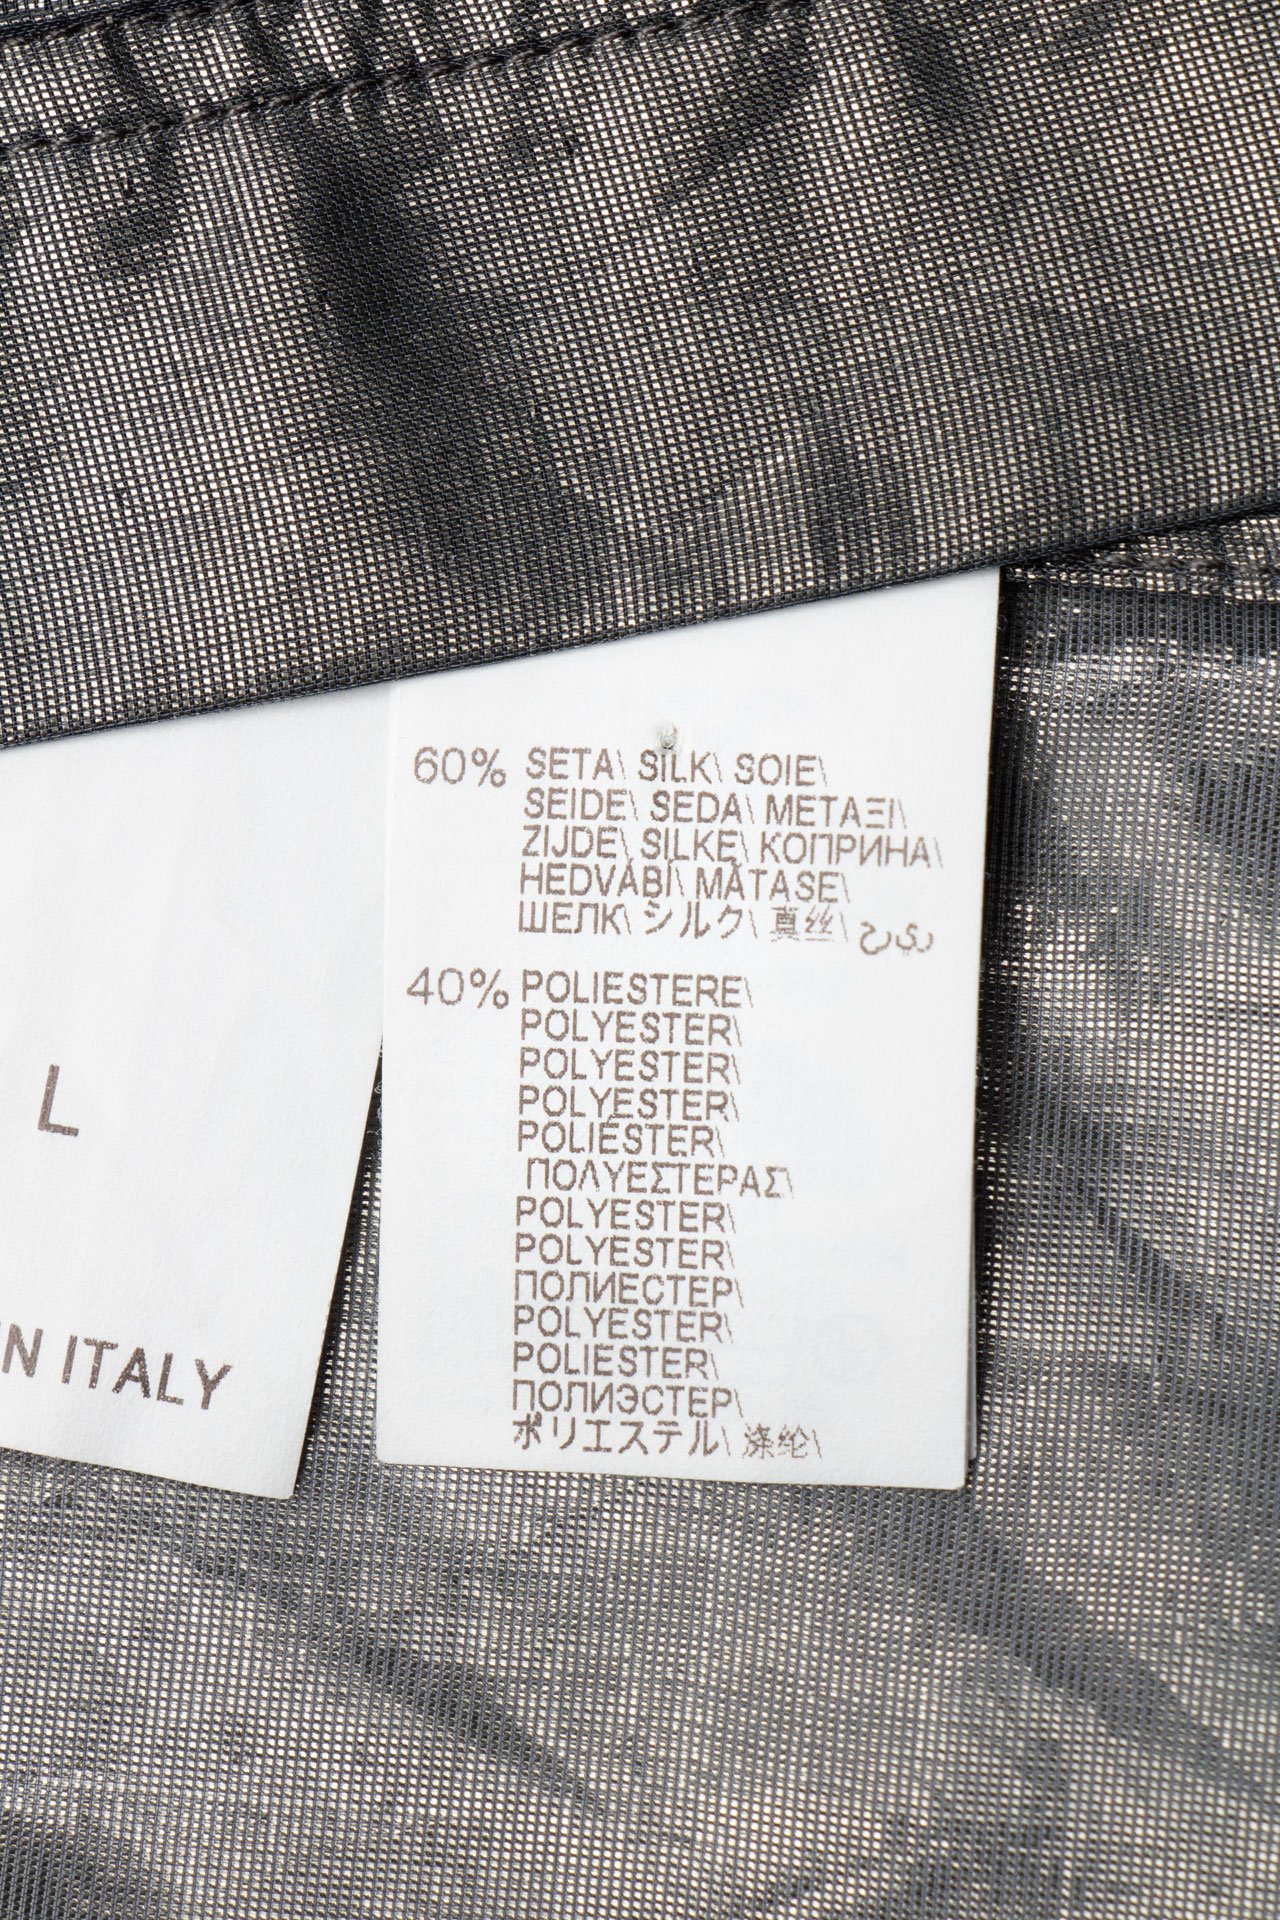 60% SETA\ SILK\ SOIE\
SEIDE\ SEDA\ ΜΕΤΑΞΙ\
ZIJDE\ SILKE\ КОПРИНА\
HEDVÁBÍ\ MĂTASE\
ШЕЛК\ シルク\ 真丝\ ريح
40% POLIESTERE\
POLYESTER\
POLYESTER\
POLYESTER\
POLIÉSTER\
ΠΟΛΥΕΣΤΕΡΑΣ\
POLYESTER\
POLYESTER\
ПОЛИЕСТЕР\
POLYESTER\
POLIESTER\
ПОЛИЭСТЕР\
ポリエステル\ 涤纶\
L
N ITALY